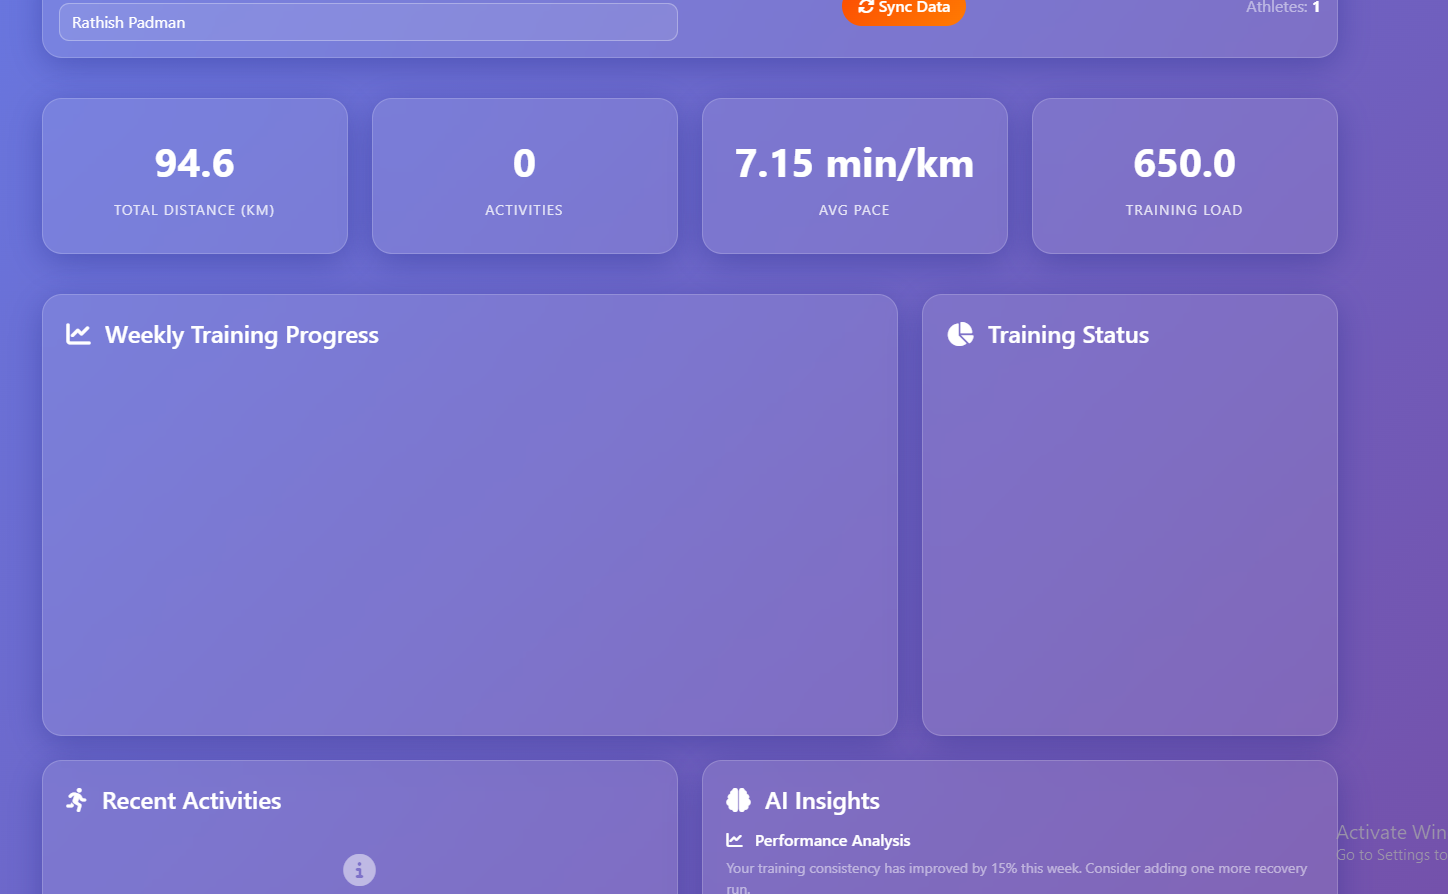 Rathish Padman
Sync Data
Athletes: 1
94.6
TOTAL DISTANCE (KM)
0
ACTIVITIES
7.15 min/km
AVG PACE
650.0
TRAINING LOAD
Weekly Training Progress
Training Status
Recent Activities
AI Insights
Performance Analysis
Your training consistency has improved by 15% this week. Consider adding one more recovery
run.
Activate Win
Go to Settings to